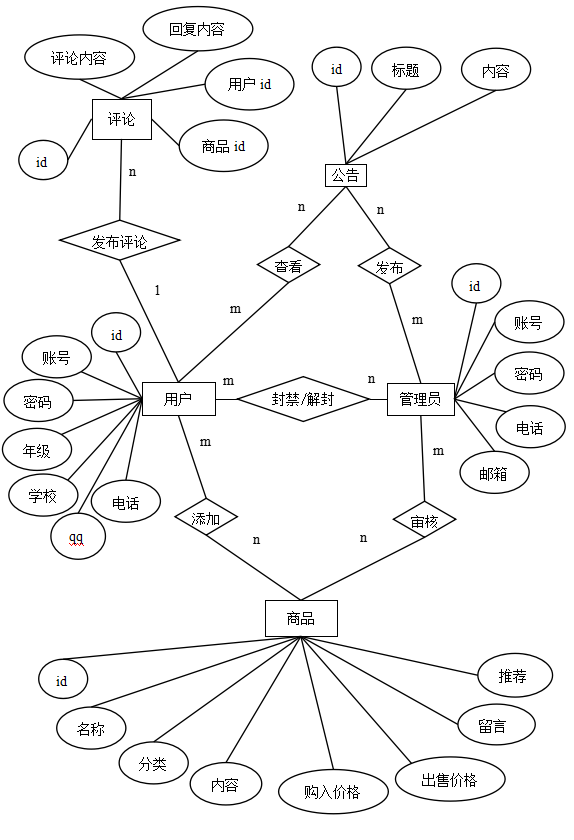 回复内容
评论内容
用户 id
评论
商品 id
id
n
发布评论
1
id
标题
内容
公告
n
n
查看
发布
m
m
id
账号
密码
电话
邮箱
管理员
n
封禁/解封
m
用户
id
账号
密码
年级
学校
qq
电话
m
添加
n
m
审核
n
商品
id
名称
分类
内容
购入价格
出售价格
留言
推荐